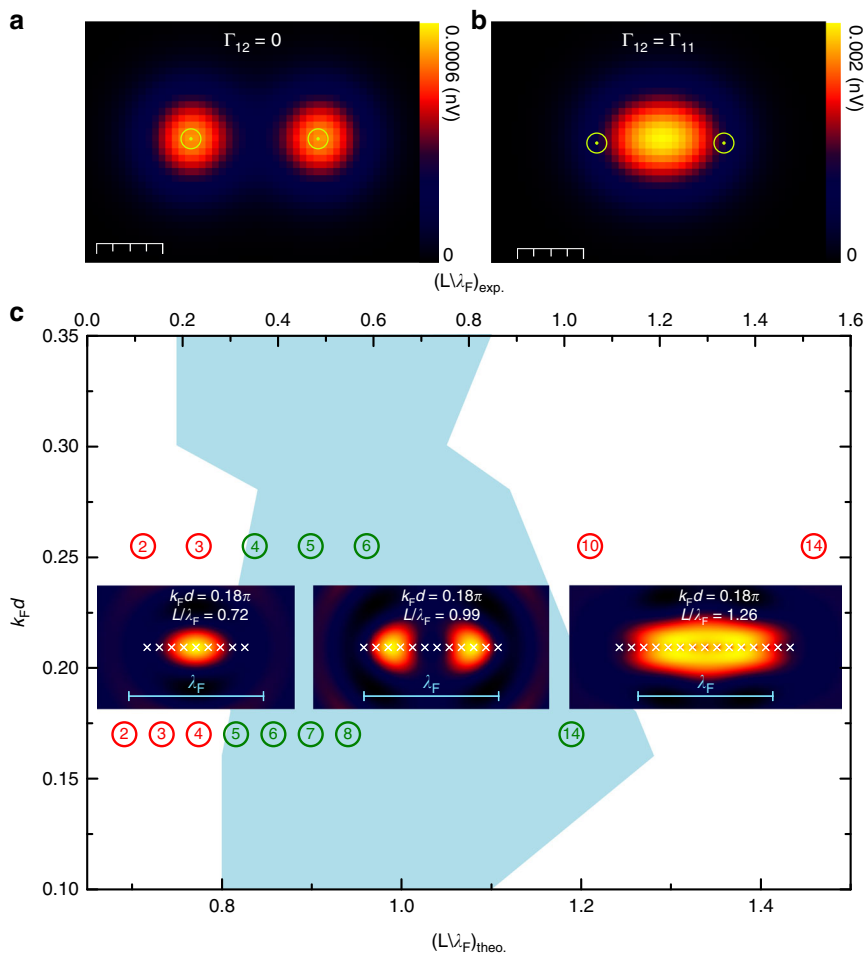 a
Γ12 = 0
0.0006 (nV)
0
b
Γ12 = Γ11
0.002 (nV)
0
(L\λF)exp.
c
0.0 0.2 0.4 0.6 0.8 1.0 1.2 1.4 1.6
0.35
0.30
0.25
0.20
0.15
0.10
kFd
2 3 4 5 6 10 14
kFd = 0.18π
L/λF = 0.72
λF
kFd = 0.18π
L/λF = 0.99
λF
kFd = 0.18π
L/λF = 1.26
λF
2 3 4 5 6 7 8 14
0.8 1.0 1.2 1.4
(L\λF)theo.